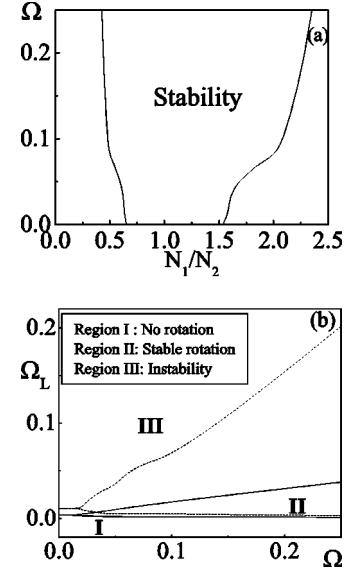 Ω
(a)
0.2
Stability
0.1
0.0
0.0 0.5 1.0 1.5 2.0 2.5
N₁/N₂
(b)
0.2
Region I : No rotation
Region II: Stable rotation
Region III: Instability
Ω_L
III
0.1
II
0.0
I
0.0 0.1 0.2
Ω